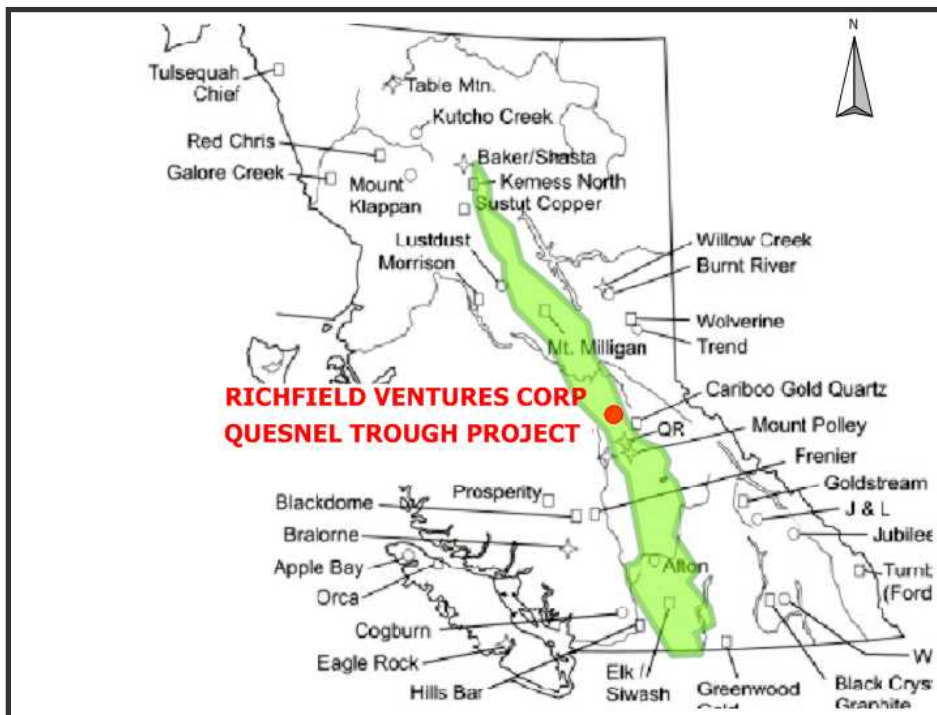 N
Tulsequah
Chief
Table Mtn.
Kutcho Creek
Red Chris
Baker/Shasta
Galore Creek
Mount
Klappan
Kemess North
Sustut Copper
Lustdust
Morrison
Willow Creek
Burnt River
Wolverine
Trend
Mt. Milligan
RICHFIELD VENTURES CORP
QUESNEL TROUGH PROJECT
Cariboo Gold Quartz
QR
Mount Polley
Frenier
Blackdome
Prosperity
Goldstream
J & L
Bralorne
Jubilee
Apple Bay
Afton
Turnb
(Ford
Orca
Cogburn
Eagle Rock
Hills Bar
Elk /
Siwash
Greenwood
Gold
W
Black Crys
Graphite